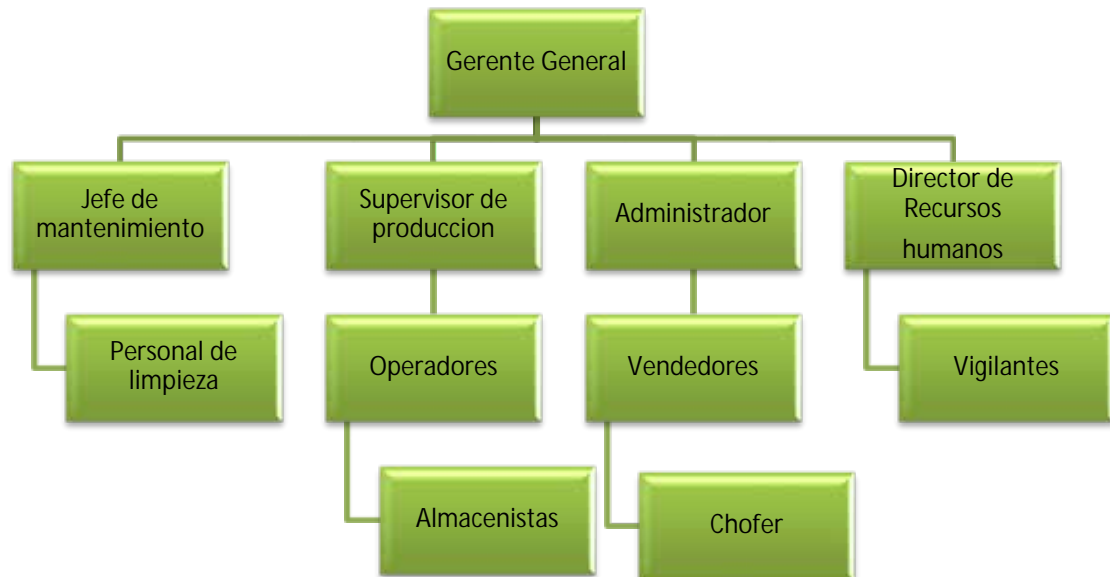 Gerente General
Jefe de
mantenimiento
Supervisor de
produccion
Administrador
Director de
Recursos
humanos
Personal de
limpieza
Operadores
Vendedores
Vigilantes
Almacenistas
Chofer